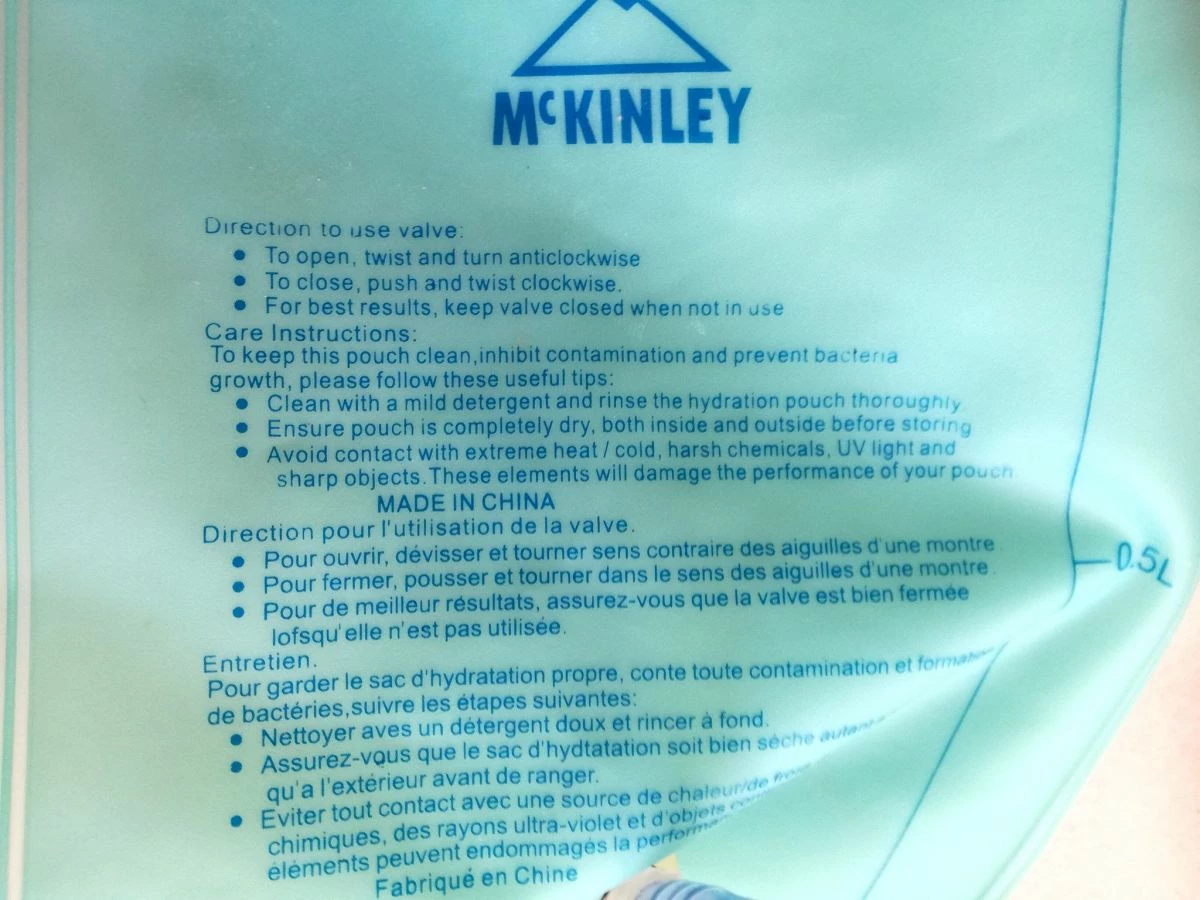 McKINLEY
Direction to use valve:
● To open, twist and turn anticlockwise
● To close, push and twist clockwise.
● For best results, keep valve closed when not in use
Care Instructions:
To keep this pouch clean,inhibit contamination and prevent bacteria
growth, please follow these useful tips:
● Clean with a mild detergent and rinse the hydration pouch thoroughly
● Ensure pouch is completely dry, both inside and outside before storing
● Avoid contact with extreme heat / cold, harsh chemicals, UV light and
sharp objects.These elements will damage the performance of your pouch
MADE IN CHINA
Direction pour l'utilisation de la valve.
● Pour ouvrir, dévisser et tourner sens contraire des aiguilles d'une montre
● Pour fermer, pousser et tourner dans le sens des aiguilles d'une montre.
● Pour de meilleur résultats, assurez-vous que la valve est bien fermée
lofsqu'elle n'est pas utilisée.
0.5L
Entretien.
Pour garder le sac d'hydratation propre, conte toute contamination et formation
de bactéries,suivre les étapes suivantes:
● Nettoyer aves un détergent doux et rincer á fond.
● Assurez-vous que le sac d'hydtatation soit bien séche autant
qu'a l'extérieur avant de ranger.
● Eviter tout contact avec une source de chaleur/de
chimiques, des rayons ultra-violet et d'objets
éléments peuvent endommagés la
Fabriqué en Chine